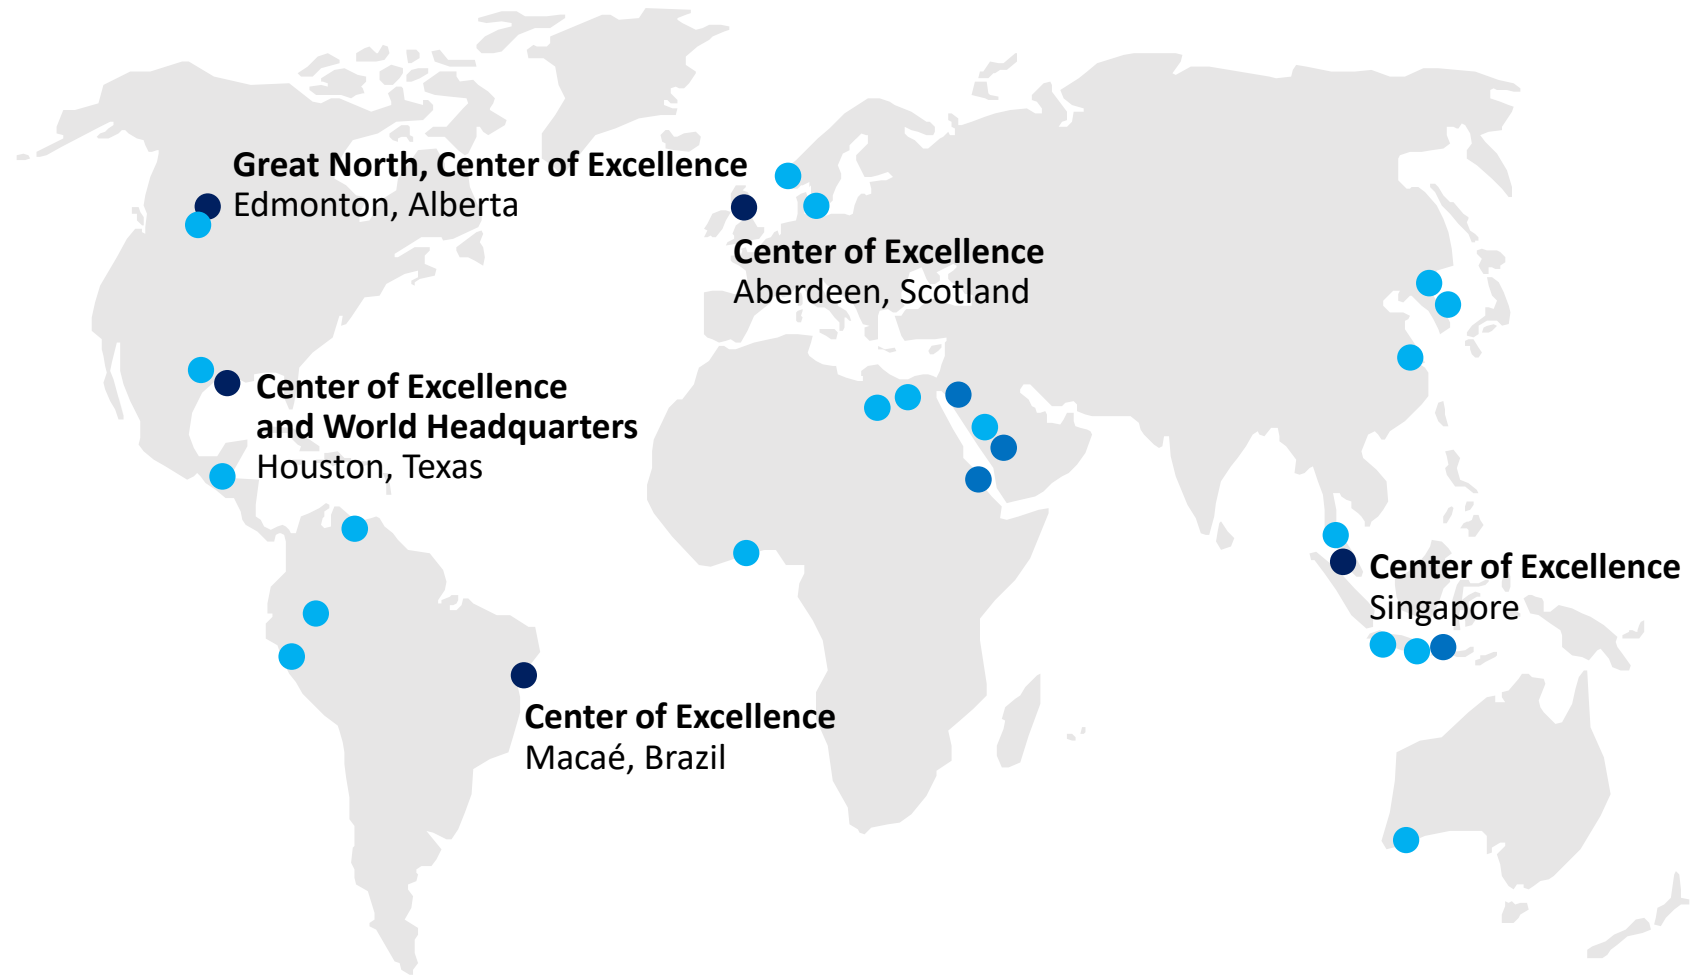 Great North, Center of Excellence
Edmonton, Alberta
Center of Excellence
Aberdeen, Scotland
Center of Excellence
and World Headquarters
Houston, Texas
Center of Excellence
Singapore
Center of Excellence
Macaé, Brazil